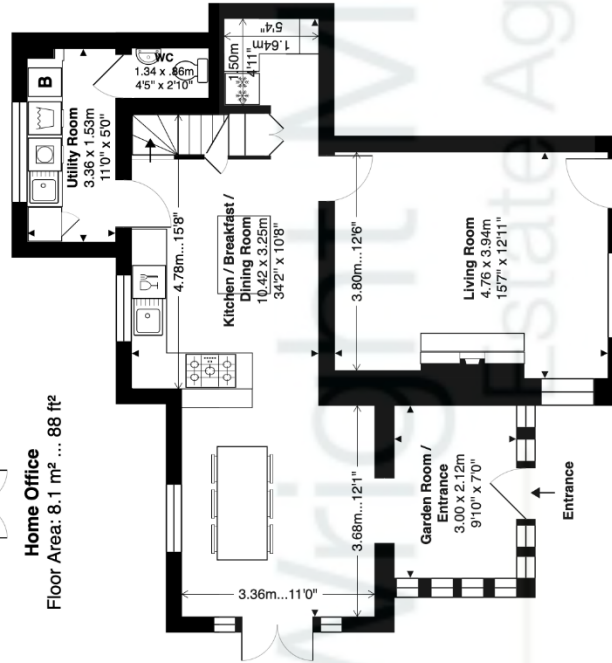 Home Office
Floor Area: 8.1 m² ... 88 ft²
B
Utility Room
3.36 x 1.53m
11'0" x 5'0"
WC
1.34 x .86m
4'5" x 2'10"
1.50m
4'11"
1.64m
5'4"
4.78m...15'8"
Kitchen / Breakfast /
Dining Room
10.42 x 3.25m
34'2" x 10'8"
3.80m...12'6"
Living Room
4.76 x 3.94m
15'7" x 12'11"
3.68m...12'1"
3.36m...11'0"
Garden Room /
Entrance
3.00 x 2.12m
9'10" x 7'0"
Entrance
wright M
Estate Ag